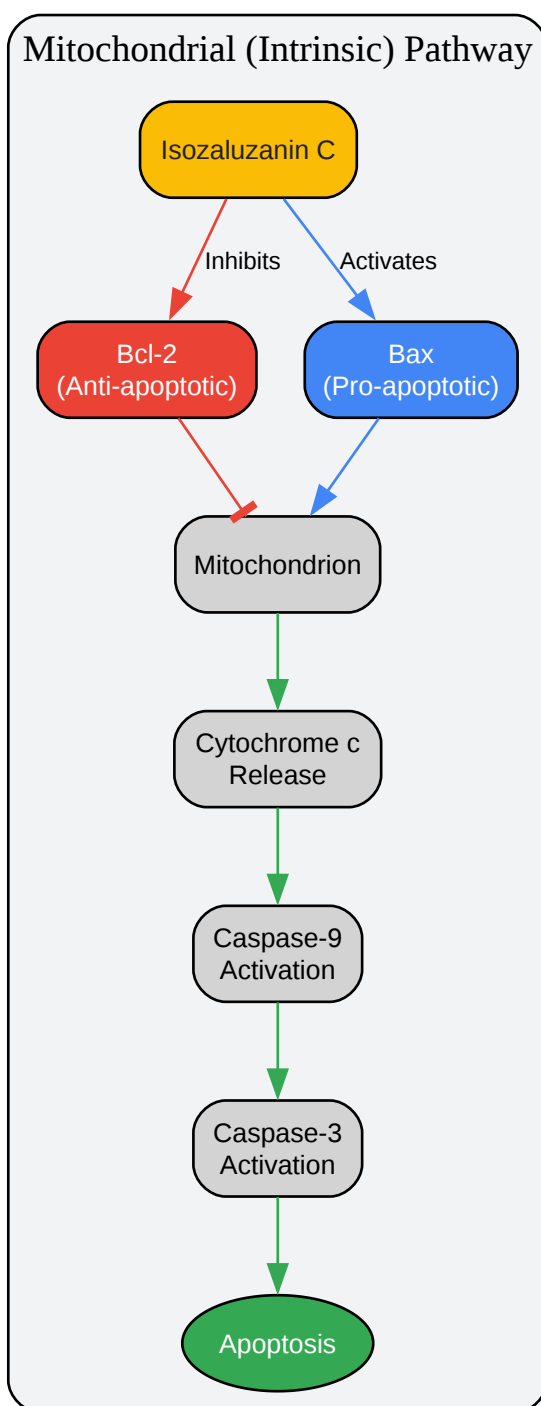 Mitochondrial (Intrinsic) Pathway
Isozaluzanin C
Inhibits
Activates
Bcl-2
(Anti-apoptotic)
Bax
(Pro-apoptotic)
Mitochondrion
Cytochrome c
Release
Caspase-9
Activation
Caspase-3
Activation
Apoptosis